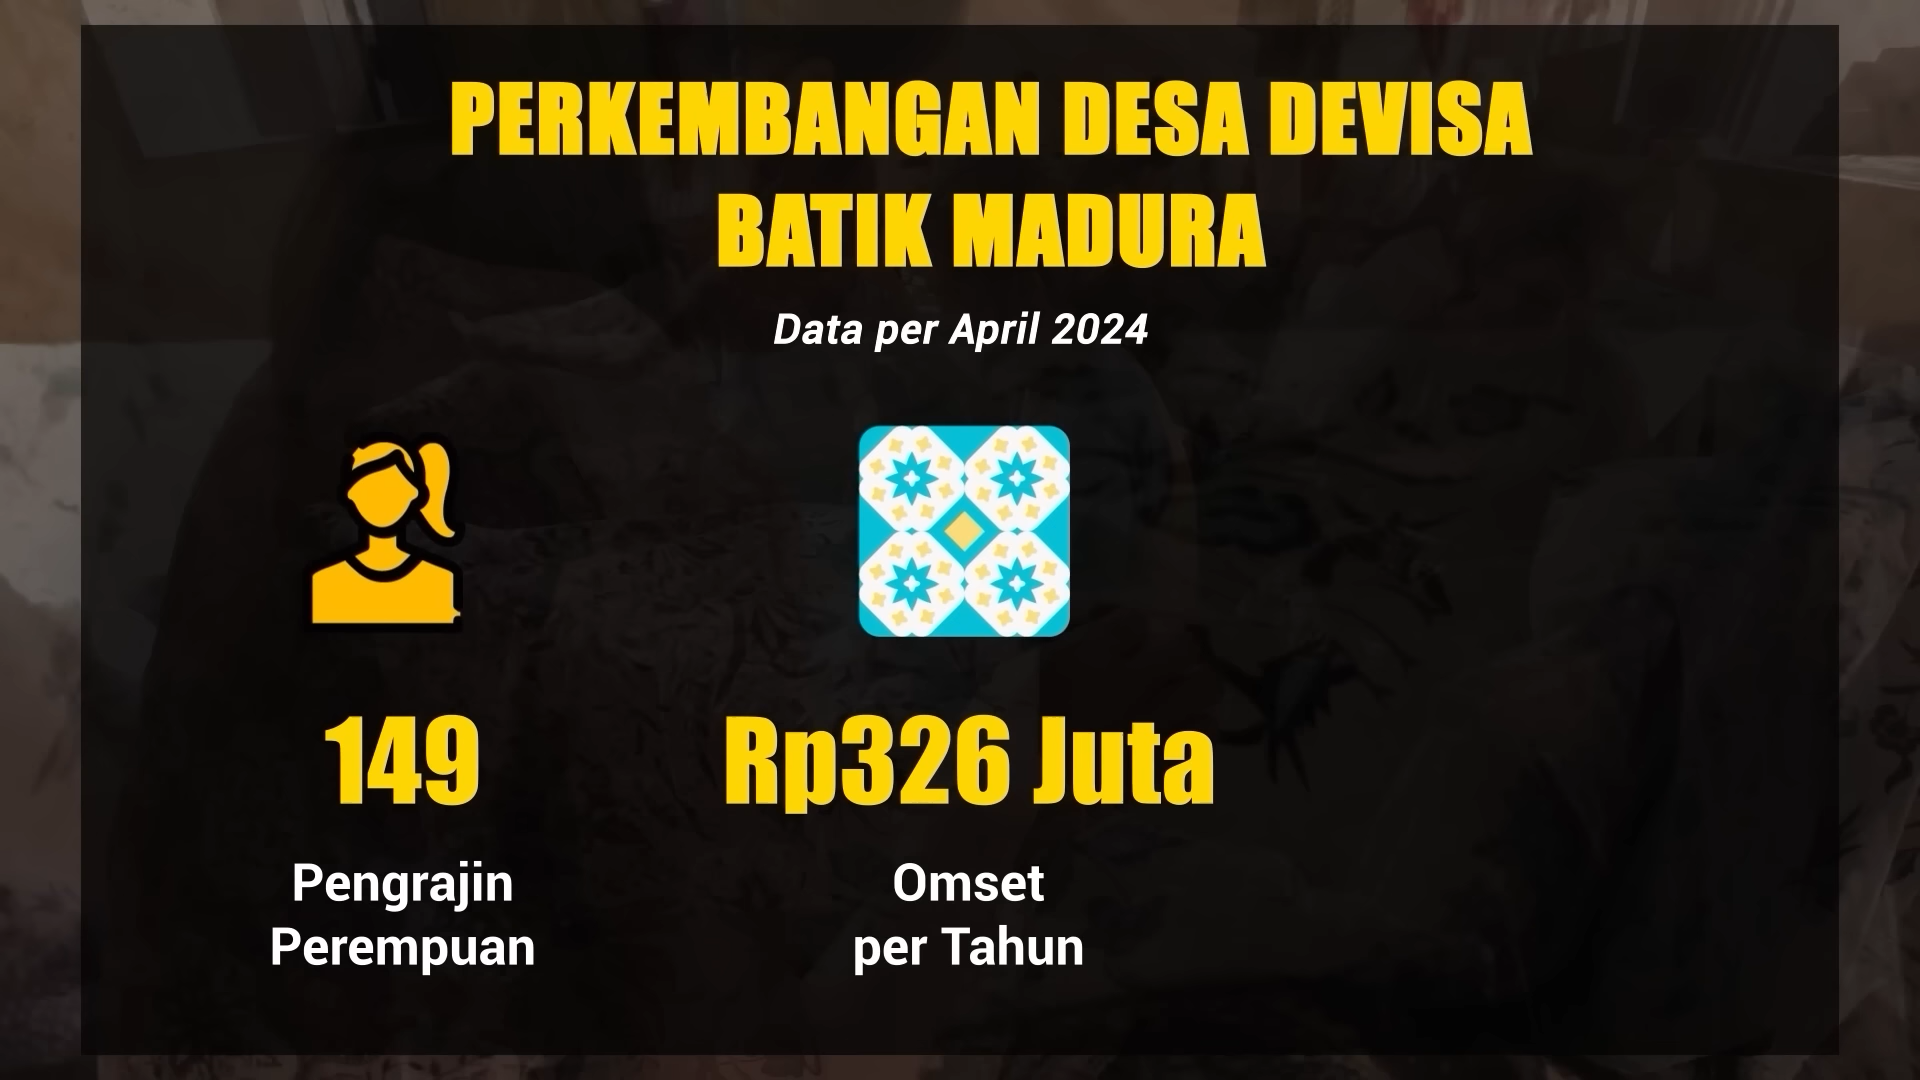 PERKEMBANGAN DESA DEVISA
BATIK MADURA
Data per April 2024
149
Pengrajin
Perempuan
Rp326 Juta
Omset
per Tahun